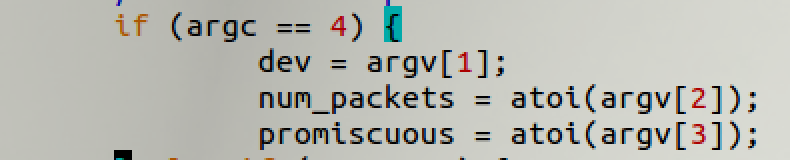 if (argc == 4) {
dev = argv[1];
num_packets = atoi(argv[2]);
promiscuous = atoi(argv[3]);